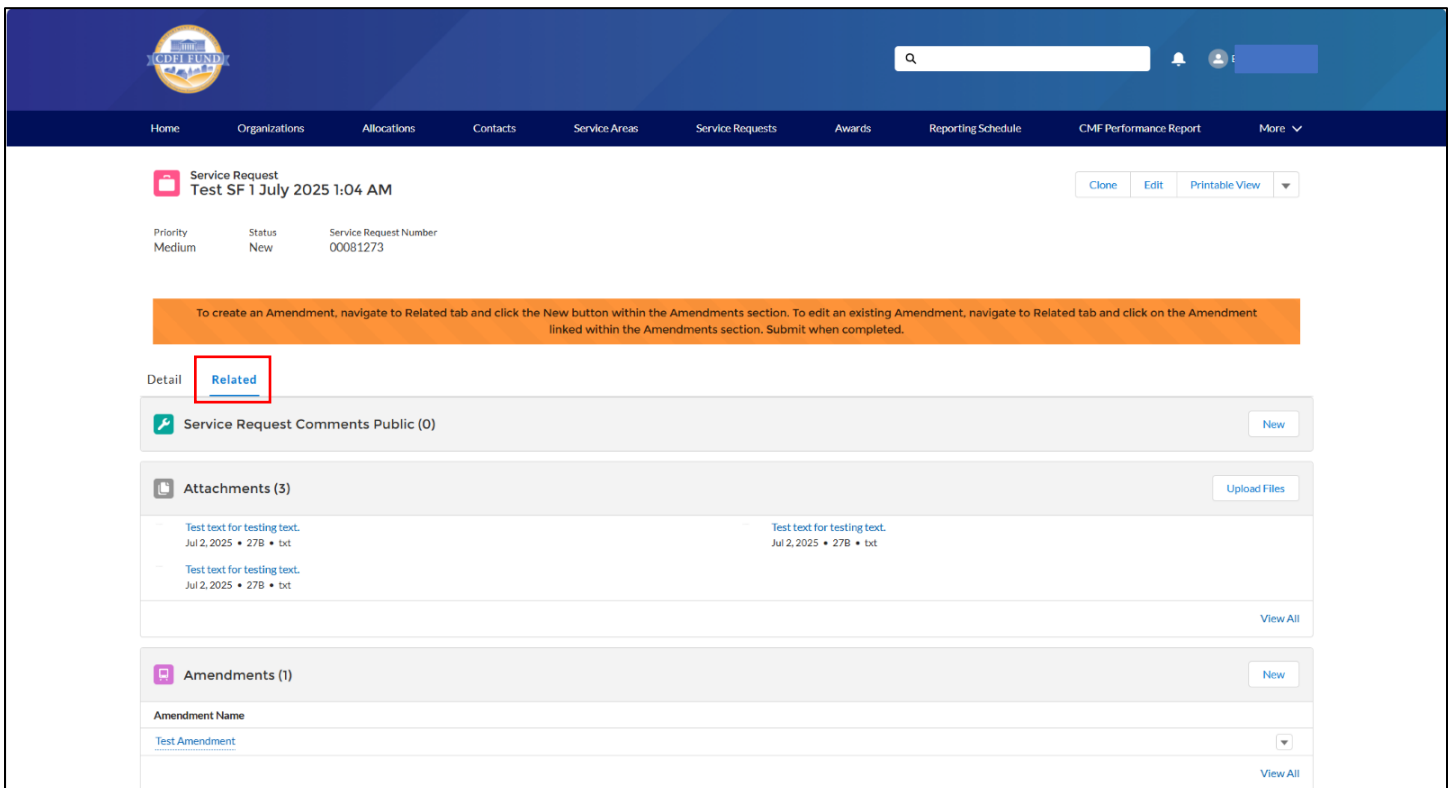 CDFI FUND
Home Organizations Allocations Contacts Service Areas Service Requests Awards Reporting Schedule CMF Performance Report More
Service Request
Test SF 1 July 2025 1:04 AM
Clone Edit Printable View
Priority Status Service Request Number
Medium New 00081273
To create an Amendment, navigate to Related tab and click the New button within the Amendments section. To edit an existing Amendment, navigate to Related tab and click on the Amendment
linked within the Amendments section. Submit when completed.
Detail Related
Service Request Comments Public (0) New
Attachments (3) Upload Files
Test text for testing text. Test text for testing text.
Jul 2, 2025 • 27B • txt Jul 2, 2025 • 27B • txt
Test text for testing text.
Jul 2, 2025 • 27B • txt
View All
Amendments (1) New
Amendment Name
Test Amendment
View All